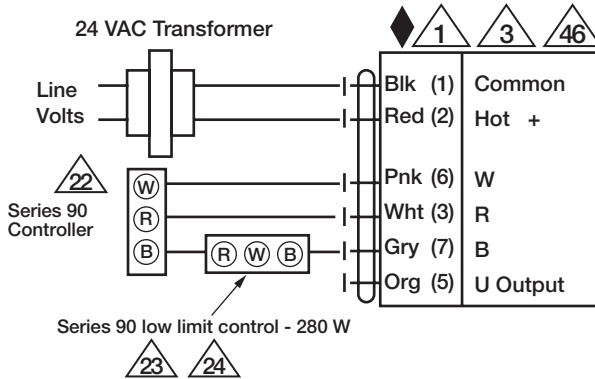 24 VAC Transformer
1 3 46
Line
Volts
Blk (1) Common
Red (2) Hot +
22
Series 90
Controller
W
R
B
R W B
Pnk (6) W
Wht (3) R
Gry (7) B
Org (5) U Output
Series 90 low limit control - 280 W
23 24